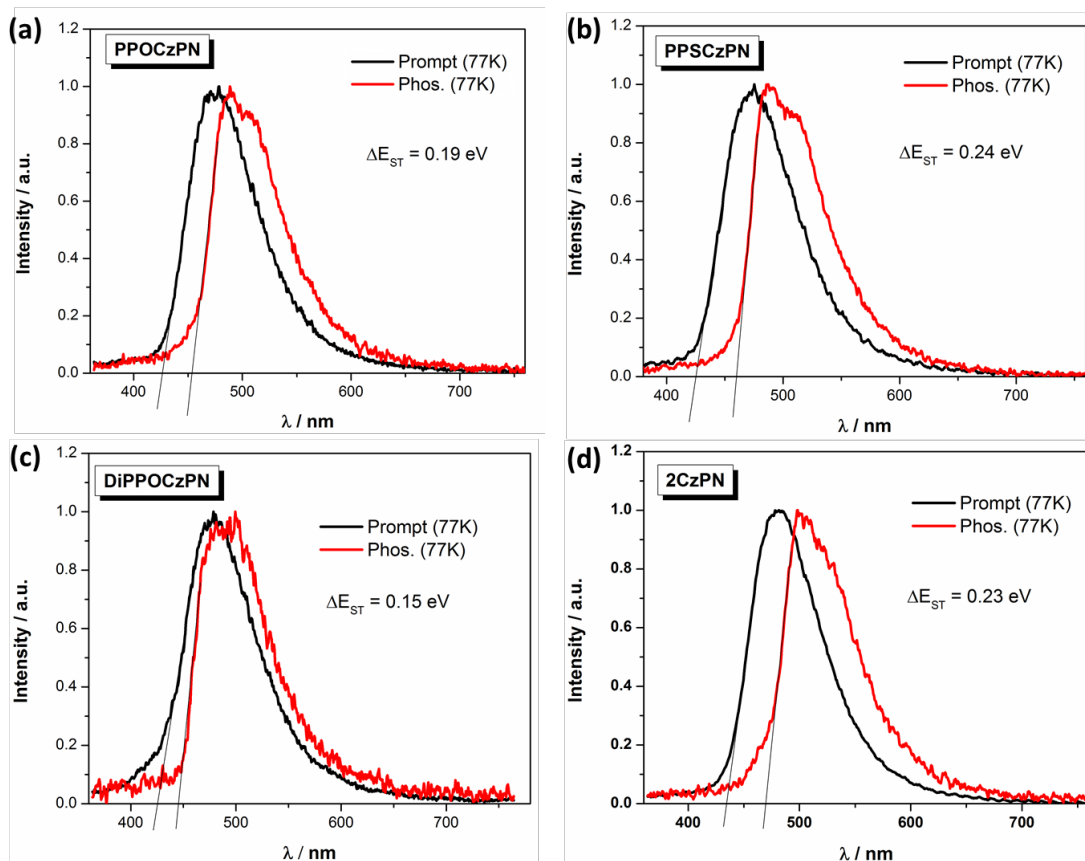 (a)
PPOCzPN
Prompt (77K)
Phos. (77K)
ΔE_ST = 0.19 eV
Intensity / a.u.
1.2
1.0
0.8
0.6
0.4
0.2
0.0
400 500 600 700
λ / nm
(b)
PPSCzPN
Prompt (77K)
Phos. (77K)
ΔE_ST = 0.24 eV
Intensity / a.u.
1.2
1.0
0.8
0.6
0.4
0.2
0.0
400 500 600 700
λ / nm
(c)
DiPPOCzPN
Prompt (77K)
Phos. (77K)
ΔE_ST = 0.15 eV
Intensity / a.u.
1.2
1.0
0.8
0.6
0.4
0.2
0.0
400 500 600 700
λ / nm
(d)
2CzPN
Prompt (77K)
Phos. (77K)
ΔE_ST = 0.23 eV
Intensity / a.u.
1.2
1.0
0.8
0.6
0.4
0.2
0.0
400 500 600 700
λ / nm